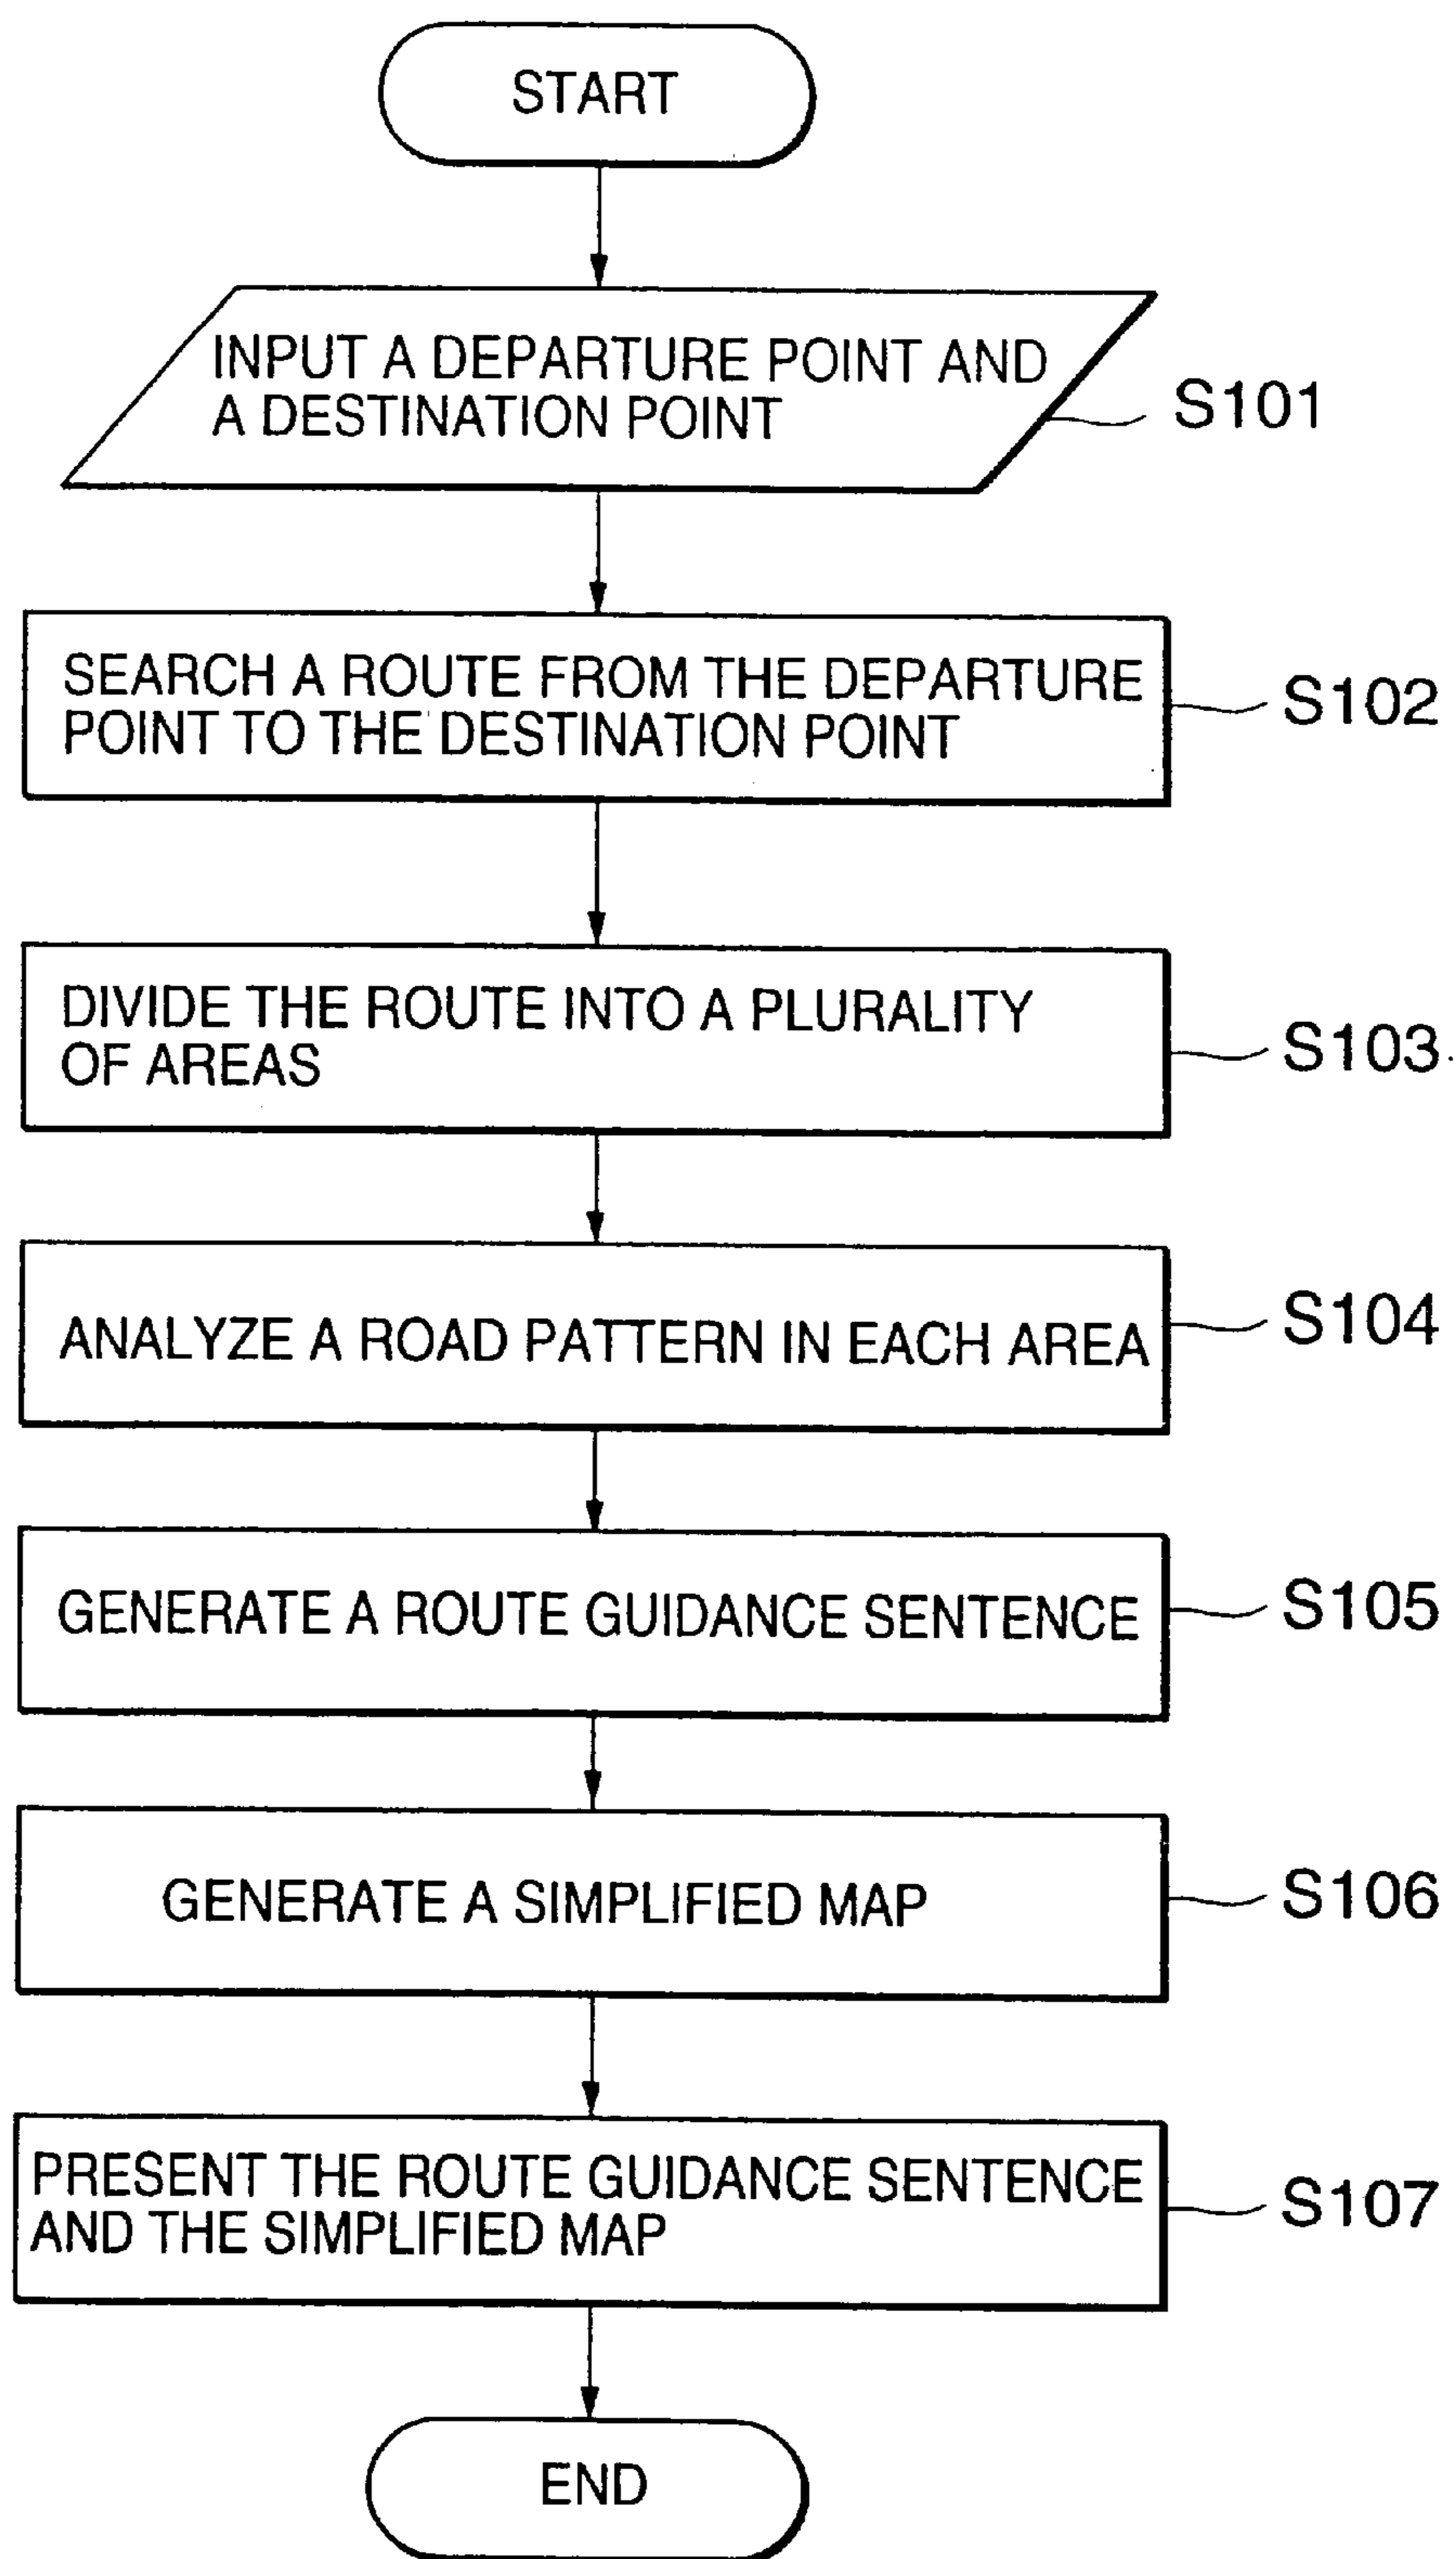 START
INPUT A DEPARTURE POINT AND
A DESTINATION POINT
S101
SEARCH A ROUTE FROM THE DEPARTURE
POINT TO THE DESTINATION POINT
S102
DIVIDE THE ROUTE INTO A PLURALITY
OF AREAS
S103
ANALYZE A ROAD PATTERN IN EACH AREA
S104
GENERATE A ROUTE GUIDANCE SENTENCE
S105
GENERATE A SIMPLIFIED MAP
S106
PRESENT THE ROUTE GUIDANCE SENTENCE
AND THE SIMPLIFIED MAP
S107
END